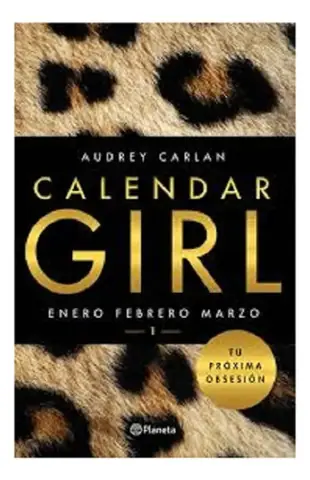 AUDREY CARLAN
CALENDAR
GIRL
ENERO FEBRERO MARZO
1
TU
PRÓXIMA
OBSESIÓN
Planeta